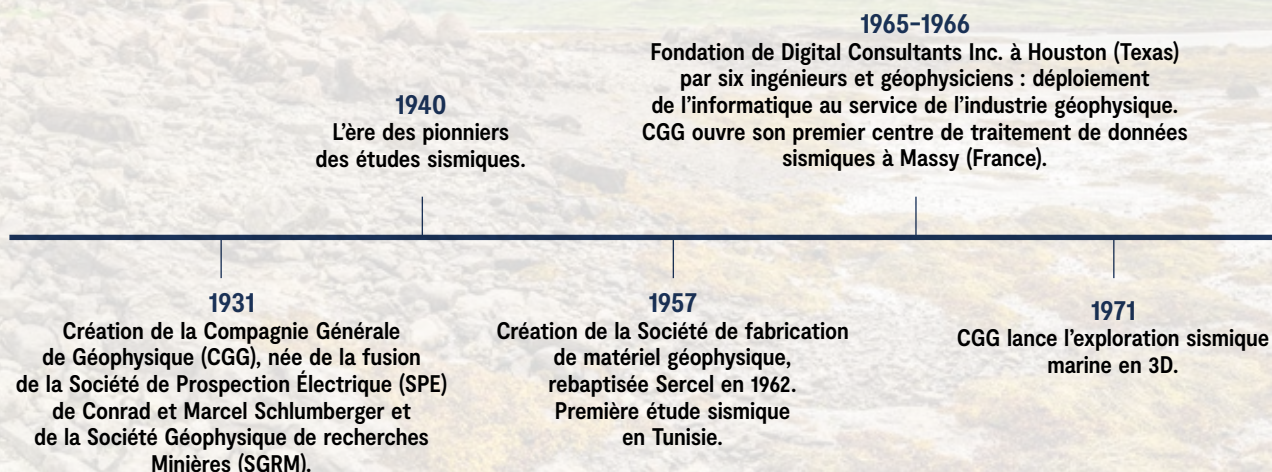 1931
Création de la Compagnie Générale
de Géophysique (CGG), née de la fusion
de la Société de Prospection Électrique (SPE)
de Conrad et Marcel Schlumberger et
de la Société Géophysique de recherches
Minières (SGRM).
1940
L’ère des pionniers
des études sismiques.
1957
Création de la Société de fabrication
de matériel géophysique,
rebaptisée Sercel en 1962.
Première étude sismique
en Tunisie.
1965-1966
Fondation de Digital Consultants Inc. à Houston (Texas)
par six ingénieurs et géophysiciens : déploiement
de l’informatique au service de l’industrie géophysique.
CGG ouvre son premier centre de traitement de données
sismiques à Massy (France).
1971
CGG lance l’exploration sismique
marine en 3D.